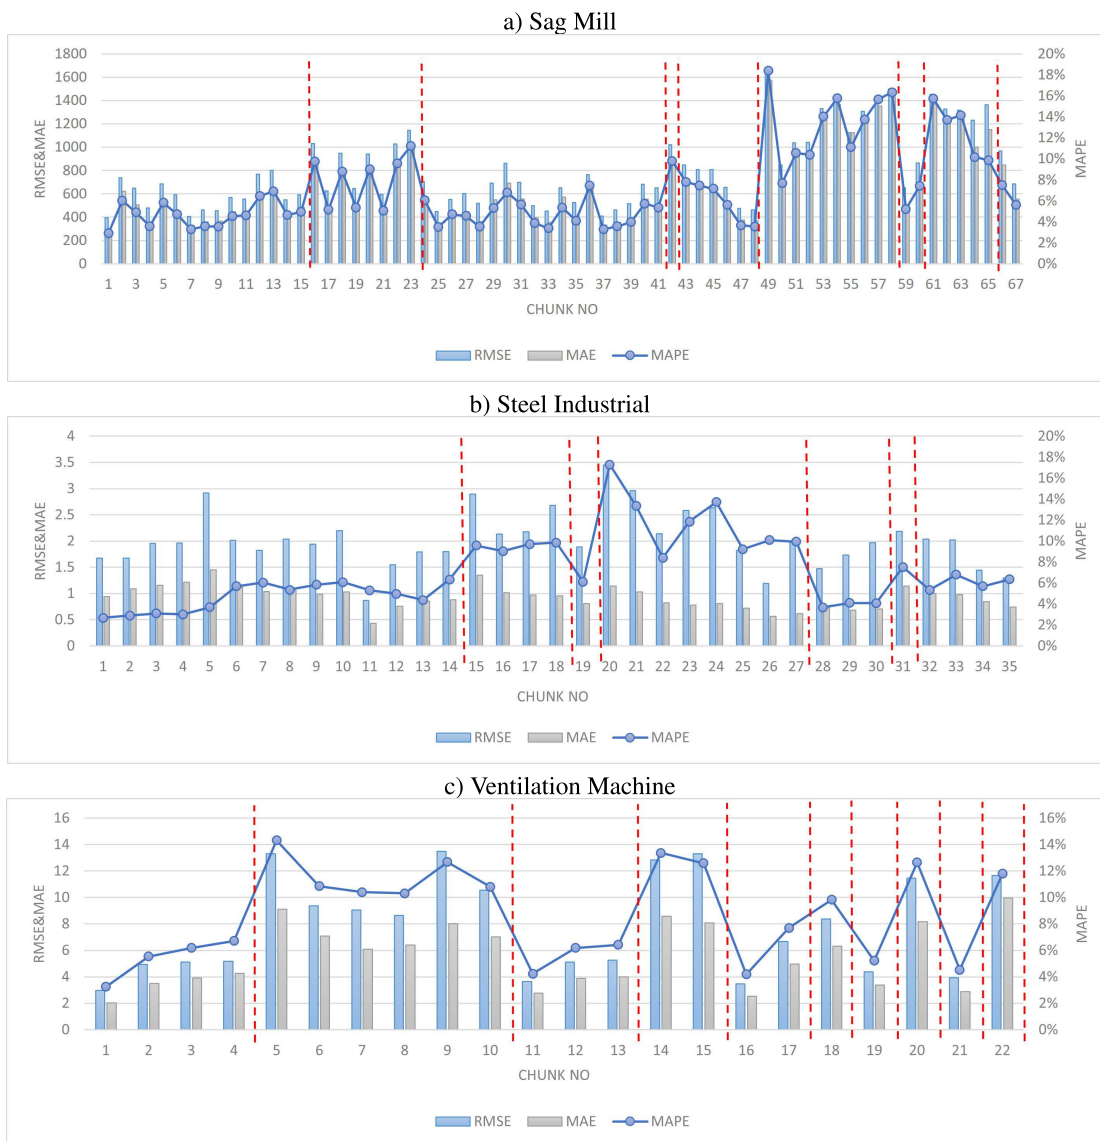 a) Sag Mill
1800 20%
1600 18%
1400 16%
1200 14%
1000 12%
800 10%
600 8%
400 6%
200 4%
0 2%
0%
RMSE&MAE
MAPE
1 3 5 7 9 11 13 15 17 19 21 23 25 27 29 31 33 35 37 39 41 43 45 47 49 51 53 55 57 59 61 63 65 67
CHUNK NO
RMSE MAE MAPE
b) Steel Industrial
4 20%
3.5 18%
3 16%
2.5 14%
2 12%
1.5 10%
1 8%
0.5 6%
0 4%
2%
0%
RMSE&MAE
MAPE
1 2 3 4 5 6 7 8 9 10 11 12 13 14 15 16 17 18 19 20 21 22 23 24 25 26 27 28 29 30 31 32 33 34 35
CHUNK NO
RMSE MAE MAPE
c) Ventilation Machine
16 16%
14 14%
12 12%
10 10%
8 8%
6 6%
4 4%
2 2%
0 0%
RMSE&MAE
MAPE
1 2 3 4 5 6 7 8 9 10 11 12 13 14 15 16 17 18 19 20 21 22
CHUNK NO
RMSE MAE MAPE